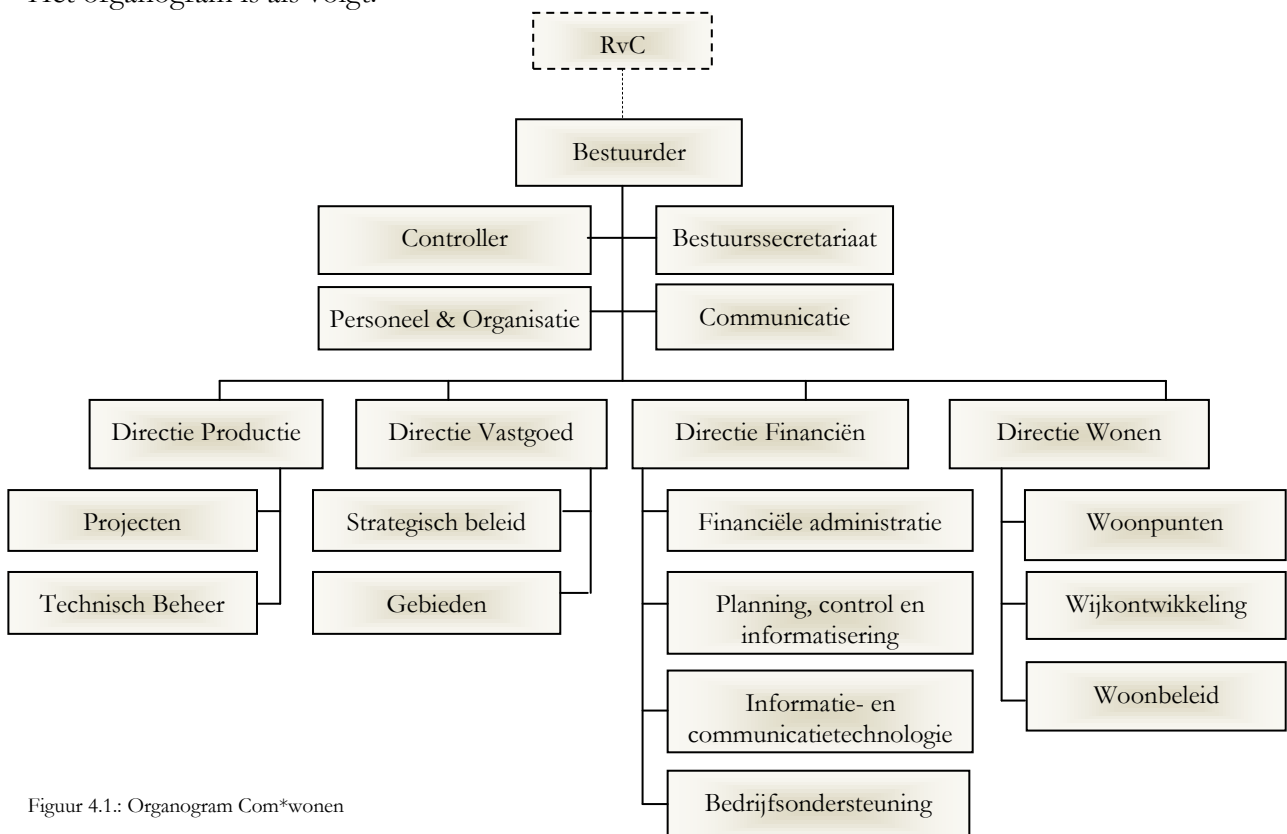 Het organogram is als volgt:
RvC
Bestuurder
Controller
Bestuurssecretariaat
Personeel & Organisatie
Communicatie
Directie Productie
Directie Vastgoed
Directie Financiën
Directie Wonen
Projecten
Technisch Beheer
Strategisch beleid
Gebieden
Financiële administratie
Planning, control en
informatisering
Informatie- en
communicatietechnologie
Bedrijfsondersteuning
Woonpunten
Wijkontwikkeling
Woonbeleid
Figuur 4.1.: Organogram Com*wonen